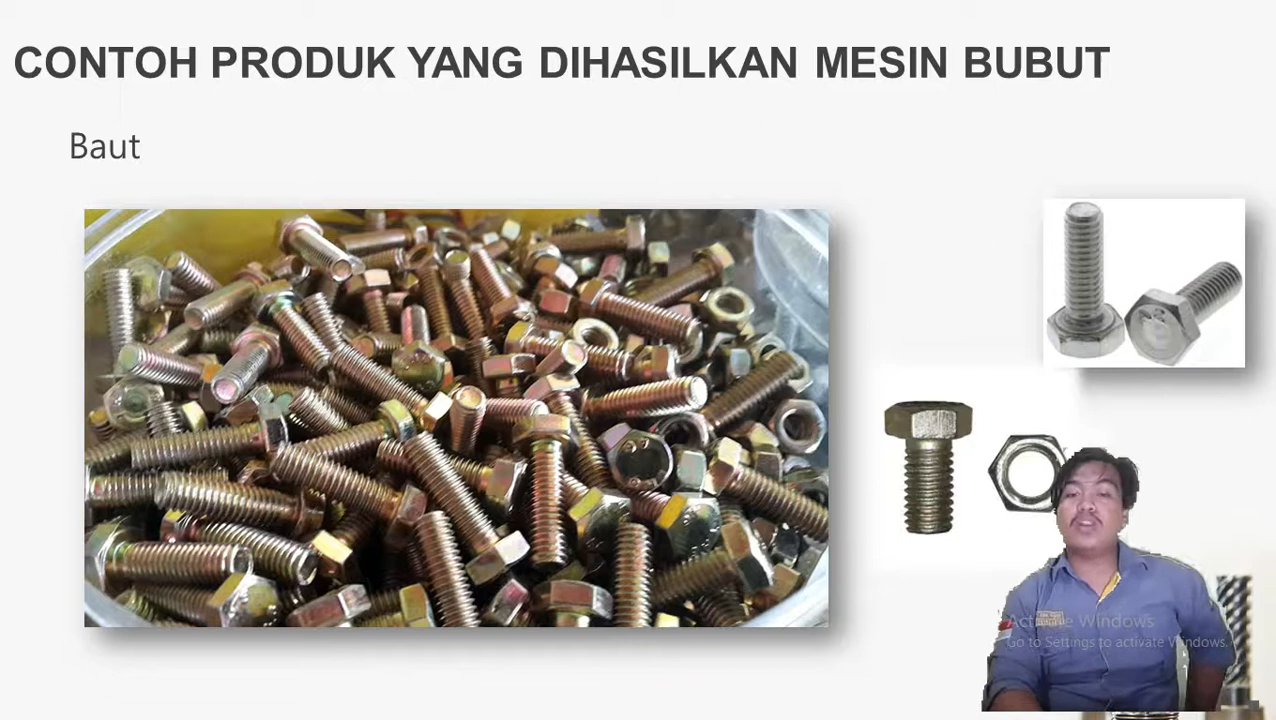 CONTOH PRODUK YANG DIHASILKAN MESIN BUBUT
Baut
Activate Windows
Go to Settings to activate Windows.